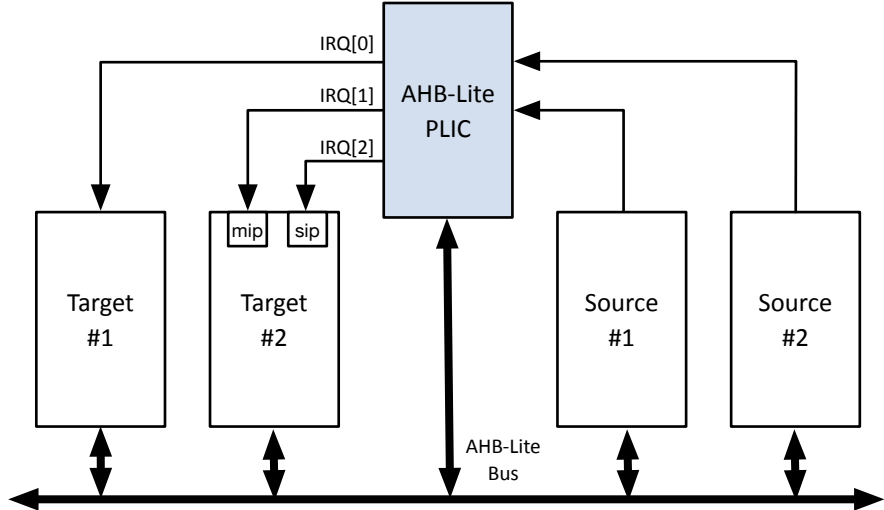 IRQ[0]
IRQ[1]
IRQ[2]
AHB-Lite
PLIC
mip
sip
Target
#1
Target
#2
Source
#1
Source
#2
AHB-Lite
Bus